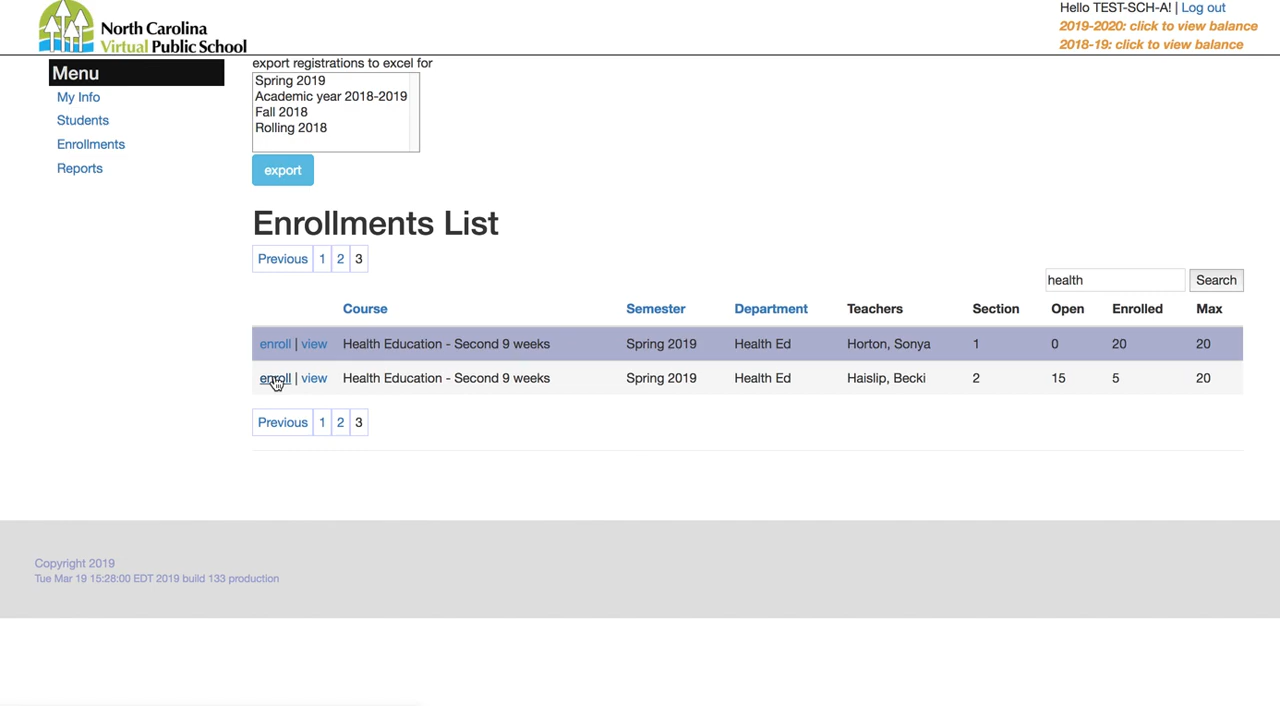 North Carolina
Virtual Public School
Hello TEST-SCH-A! | Log out
2019-2020: click to view balance
2018-19: click to view balance
Menu
My Info
Students
Enrollments
Reports
export registrations to excel for
Spring 2019
Academic year 2018-2019
Fall 2018
Rolling 2018
export
Enrollments List
Previous 1 2 3
health Search
Course Semester Department Teachers Section Open Enrolled Max
enroll | view Health Education - Second 9 weeks Spring 2019 Health Ed Horton, Sonya 1 0 20 20
enroll | view Health Education - Second 9 weeks Spring 2019 Health Ed Haislip, Becki 2 15 5 20
Previous 1 2 3
Copyright 2019
Tue Mar 19 15:28:00 EDT 2019 build 133 production